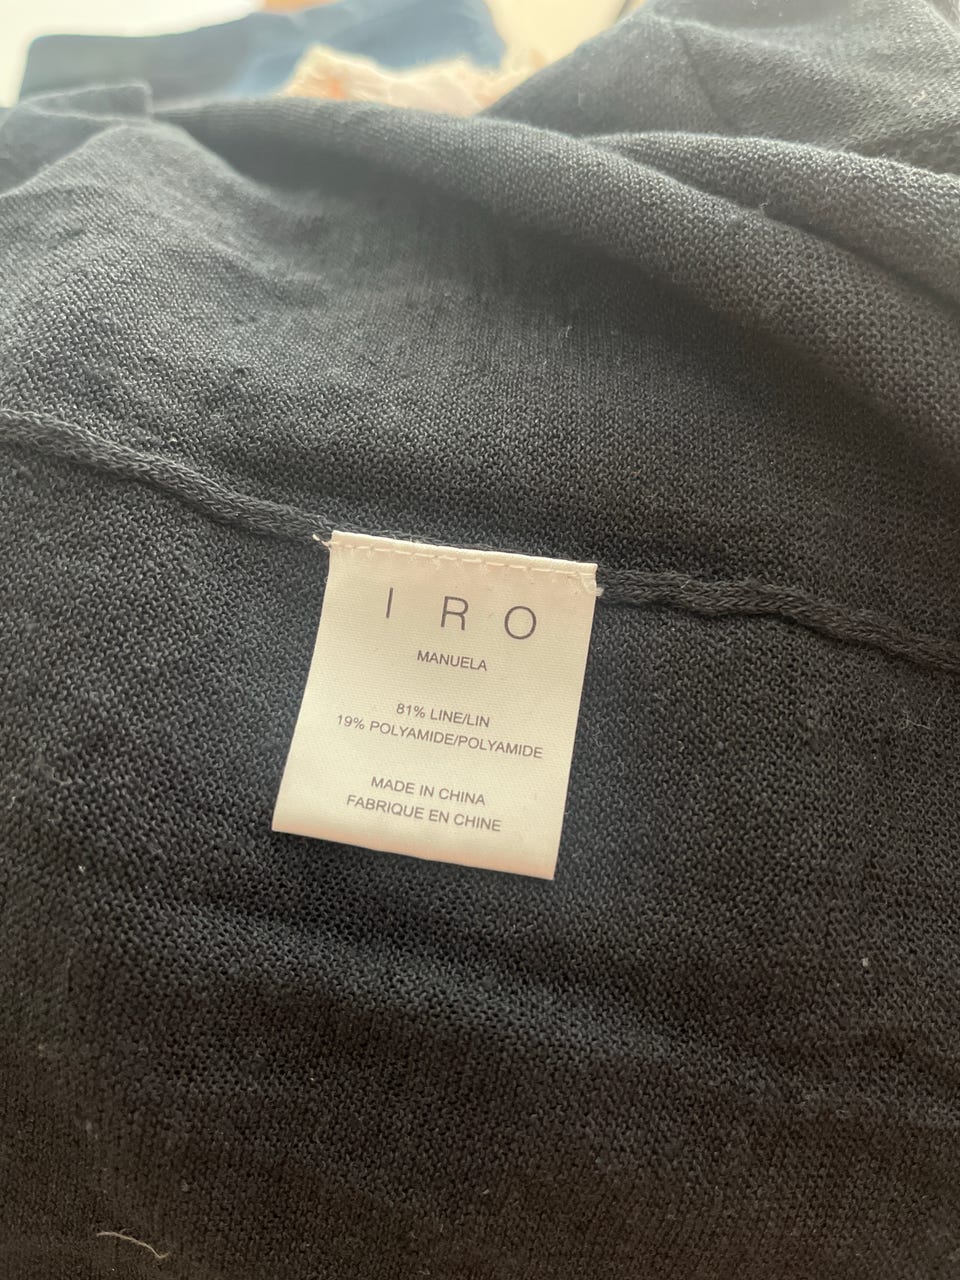 I R O
MANUELA
81% LINE/LIN
19% POLYAMIDE/POLYAMIDE
MADE IN CHINA
FABRIQUE EN CHINE